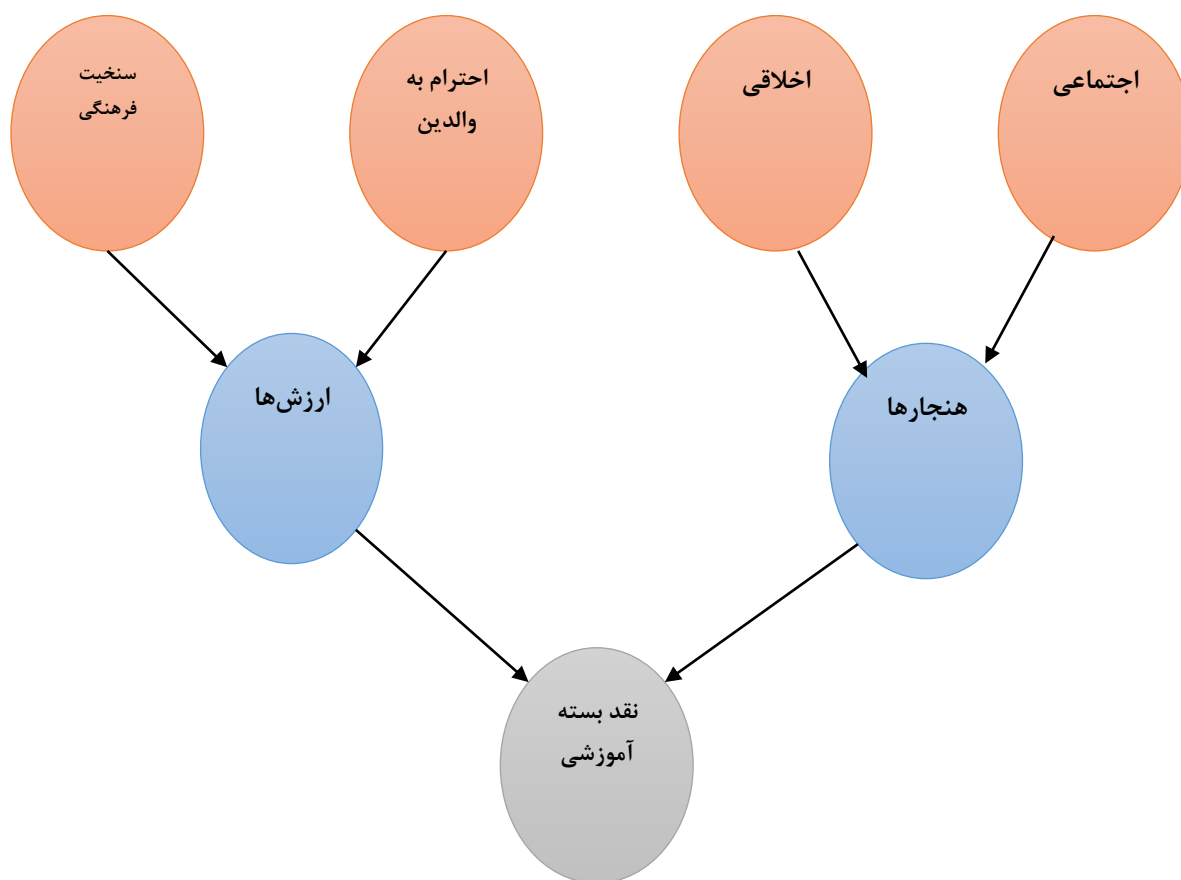 اجتماعی
اخلاقی
احترام به
والدین
سنخیت
فرهنگی
هنجارها
ارزش‌ها
نقد بسته
آموزشی